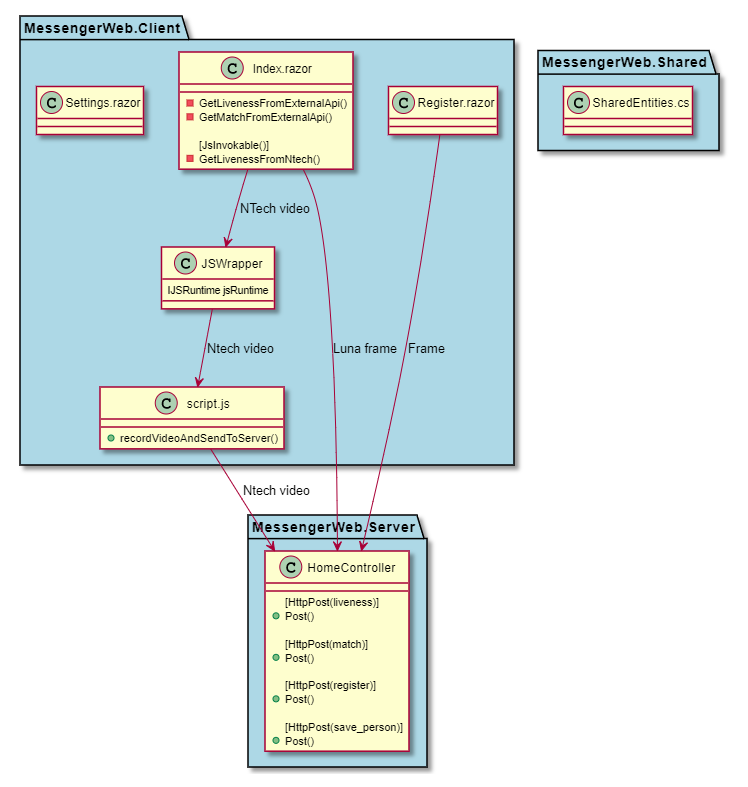 MessengerWeb.Client
C Index.razor
GetLivenessFromExternalApi()
GetMatchFromExternalApi()
[JsInvokable()]
GetLivenessFromNtech()
C Settings.razor
C Register.razor
MessengerWeb.Shared
C SharedEntities.cs
NTech video
C JSWrapper
IJSRuntime jsRuntime
Ntech video
Luna frame
Frame
C script.js
recordVideoAndSendToServer()
Ntech video
MessengerWeb.Server
C HomeController
[HttpPost(liveness)]
Post()
[HttpPost(match)]
Post()
[HttpPost(register)]
Post()
[HttpPost(save_person)]
Post()